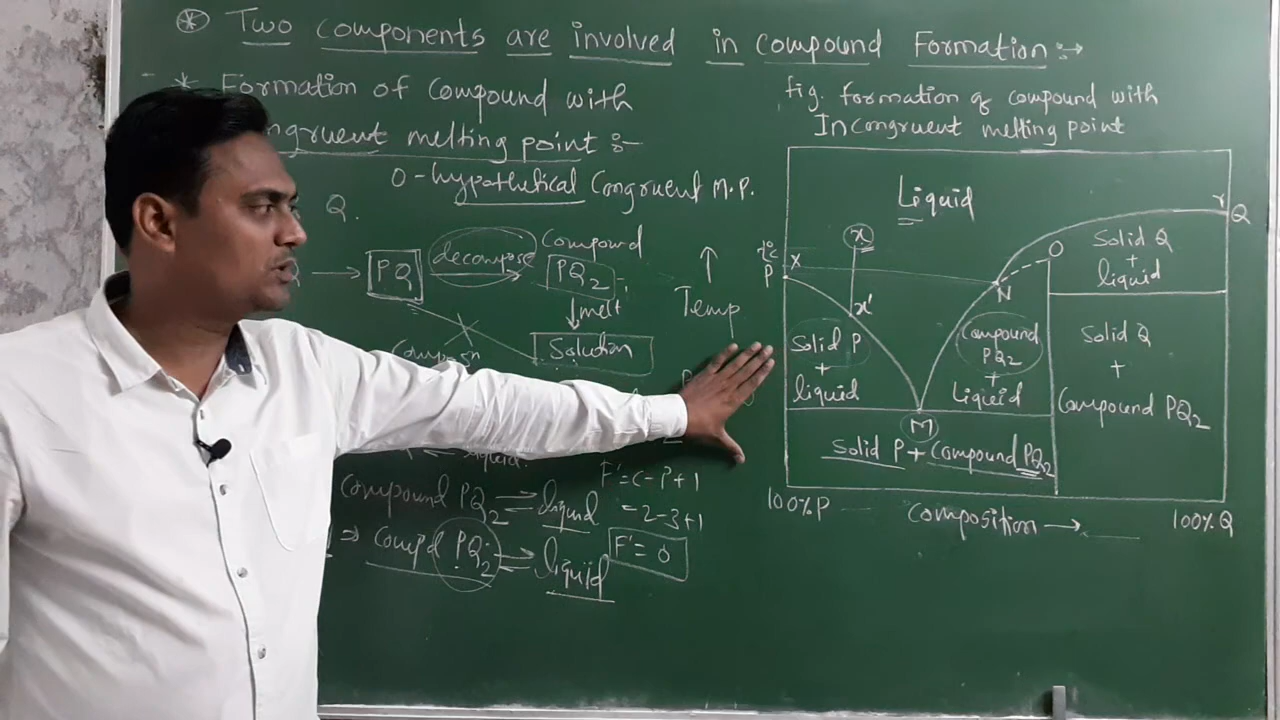 Two components are involved in compound Formation :→
* Formation of Compound with
ngruent melting point :-
O - hypothetical Congruent M.P.
Q.
Q → PQ decompose → Compound
PQ2
↓ melt
Solution
liquid
compound PQ2 ⇌ liquid
⇒ compd PQ2 ⇌ liquid
F'= C-P+1
= 2-3+1
F'= 0
fig. formation of compound with
Incongruent melting point
↑
Temp
Liquid
t°c
P
X
x
x'
N
O
r
Q
M
Solid P
+
liquid
Compound
PQ2
+
Liquid
Solid Q
+
liquid
Solid Q
+
Compound PQ2
Solid P + Compound PQ2
100% P
Composition →
100% Q